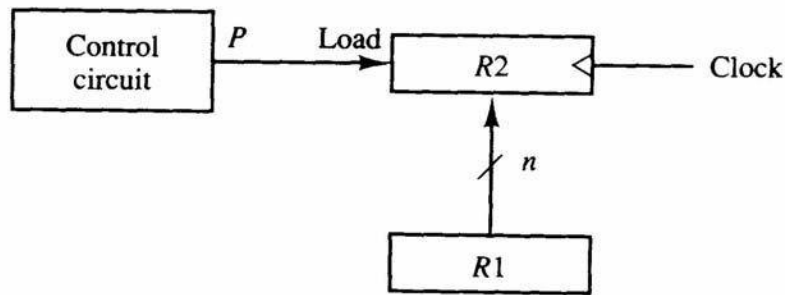 Control
circuit
P
Load
R2
Clock
n
R1